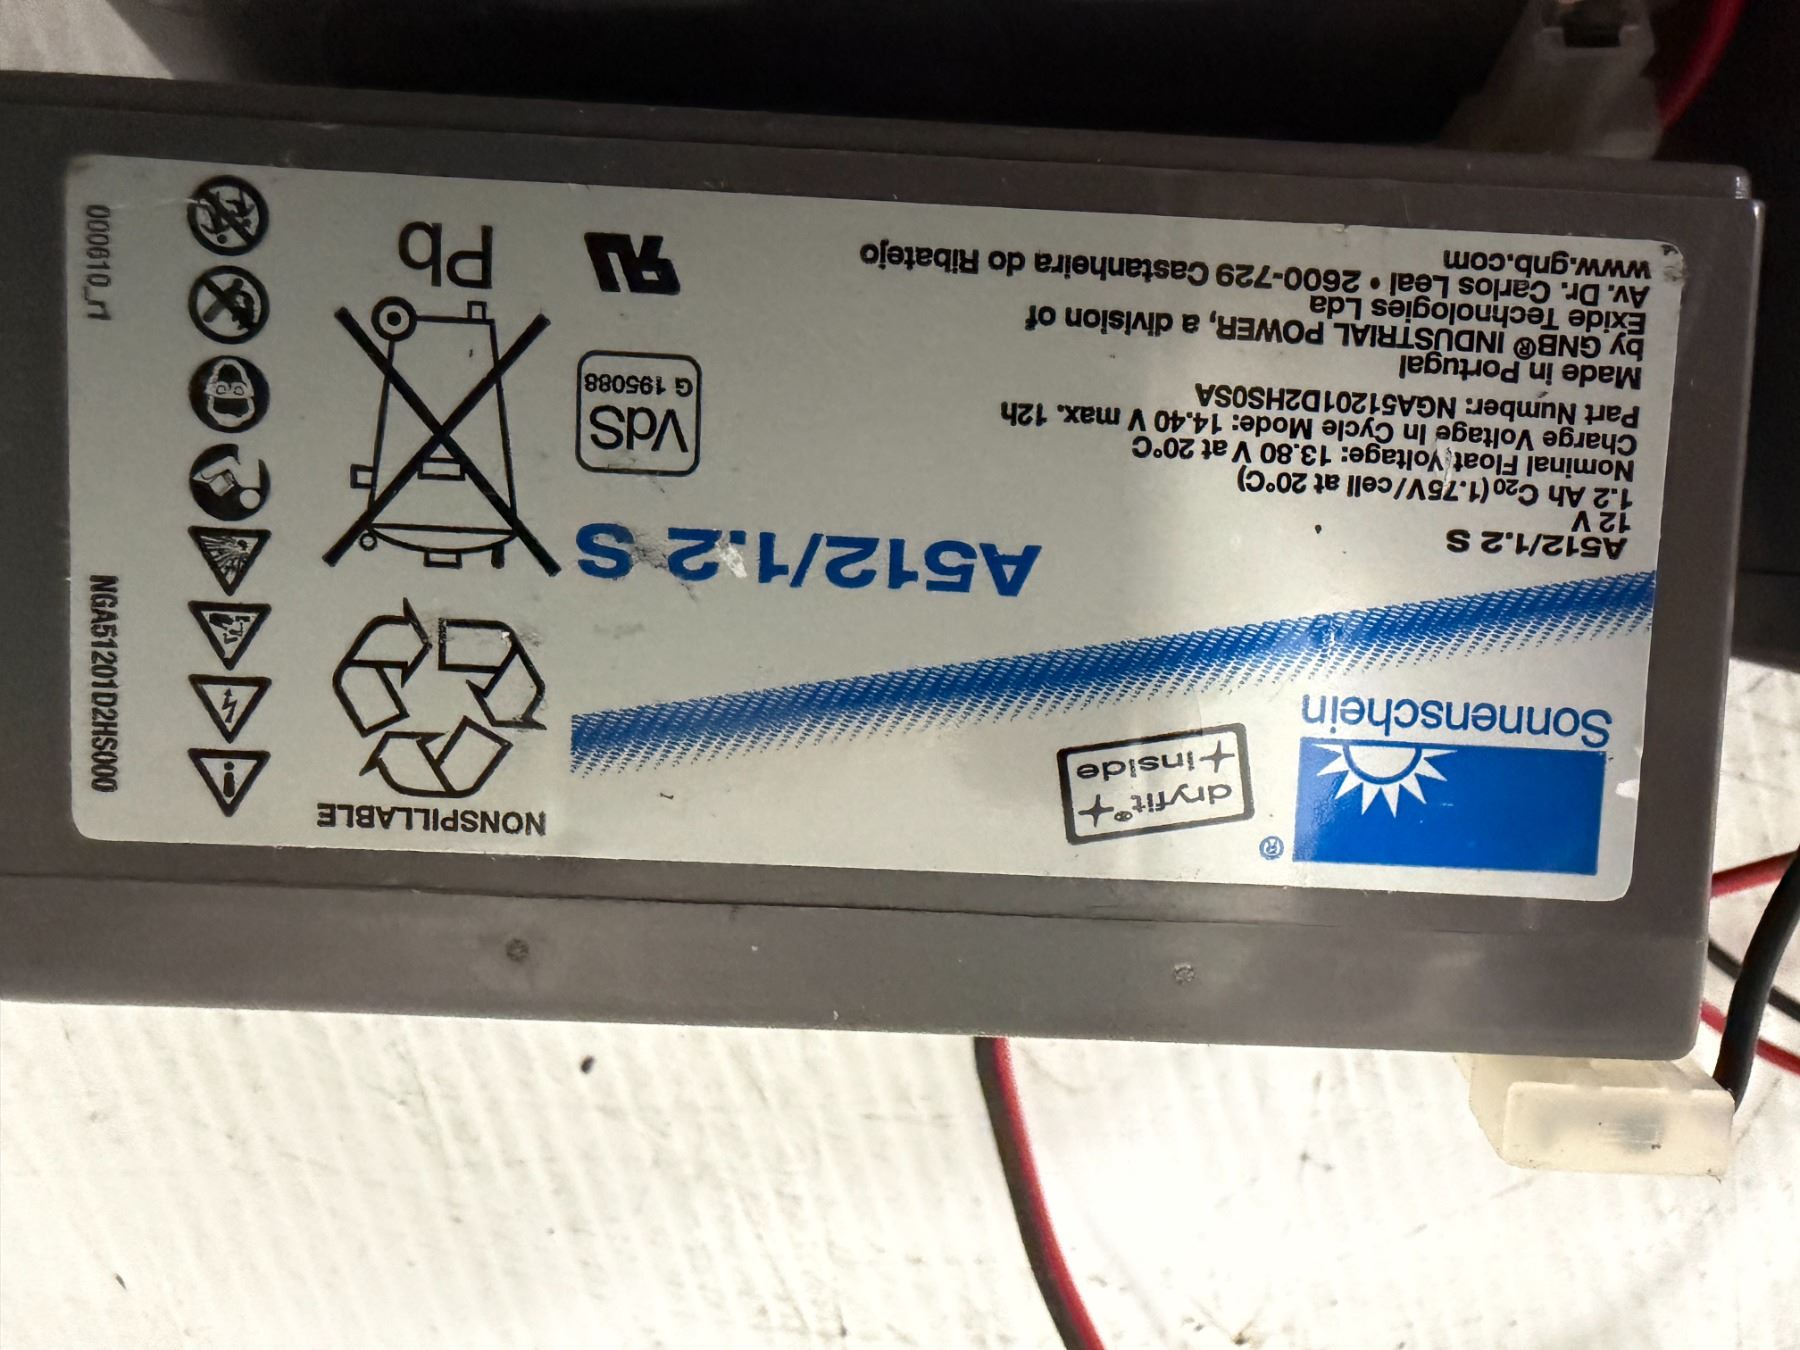 Sonnenschein
®
dryfit®
inside
A512/1.2 S
12 V
1.2 Ah C20 (1.75V/cell at 20°C)
Nominal Float Voltage: 13.80 V at 20°C
Charge Voltage In Cycle Mode: 14.40 V max. 12h
Part Number: NGA51201D2HS0SA
Made in Portugal
by GNB® INDUSTRIAL POWER, a division of
Exide Technologies Lda
Av. Dr. Carlos Leal • 2600-729 Castanheira do Ribatejo
www.gnb.com
A512/1.2 S
VdS
G 195088
NONSPILLABLE
Pb
NGA51201D2HS000
000610_r1